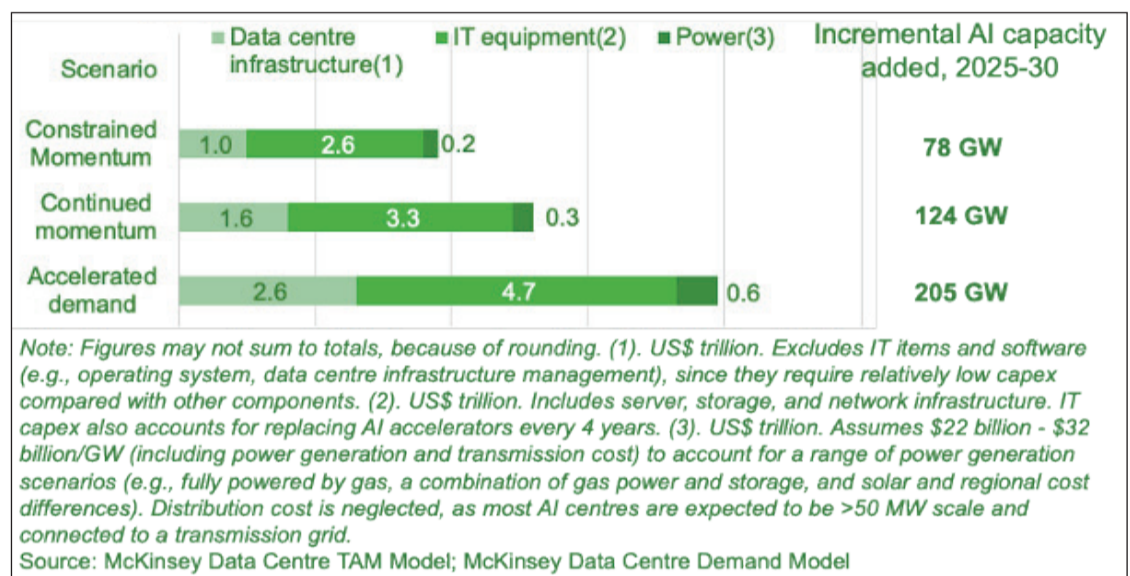 Data centre infrastructure(1)
IT equipment(2)
Power(3)
Incremental AI capacity
added, 2025-30
Scenario
Constrained
Momentum
1.0 2.6 0.2
78 GW
Continued
momentum
1.6 3.3 0.3
124 GW
Accelerated
demand
2.6 4.7 0.6
205 GW
Note: Figures may not sum to totals, because of rounding. (1). US$ trillion. Excludes IT items and software
(e.g., operating system, data centre infrastructure management), since they require relatively low capex
compared with other components. (2). US$ trillion. Includes server, storage, and network infrastructure. IT
capex also accounts for replacing AI accelerators every 4 years. (3). US$ trillion. Assumes $22 billion - $32
billion/GW (including power generation and transmission cost) to account for a range of power generation
scenarios (e.g., fully powered by gas, a combination of gas power and storage, and solar and regional cost
differences). Distribution cost is neglected, as most AI centres are expected to be >50 MW scale and
connected to a transmission grid.
Source: McKinsey Data Centre TAM Model; McKinsey Data Centre Demand Model